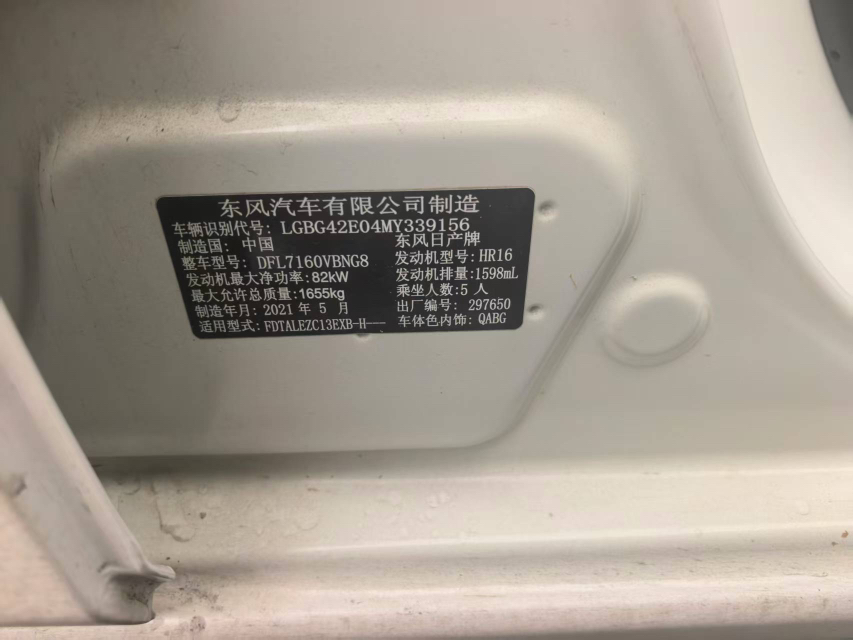 东风汽车有限公司制造
车辆识别代号: LGBG42E04MY339156
制造国: 中国 东风日产牌
整车型号: DFL7160VBNG8 发动机型号: HR16
发动机最大净功率: 82kW 发动机排量: 1598mL
最大允许总质量: 1655kg 乘坐人数: 5 人
制造年月: 2021 年 5 月 出厂编号: 297650
适用型式: FDTALEZC13EXB-H--- 车体色内饰: QABG